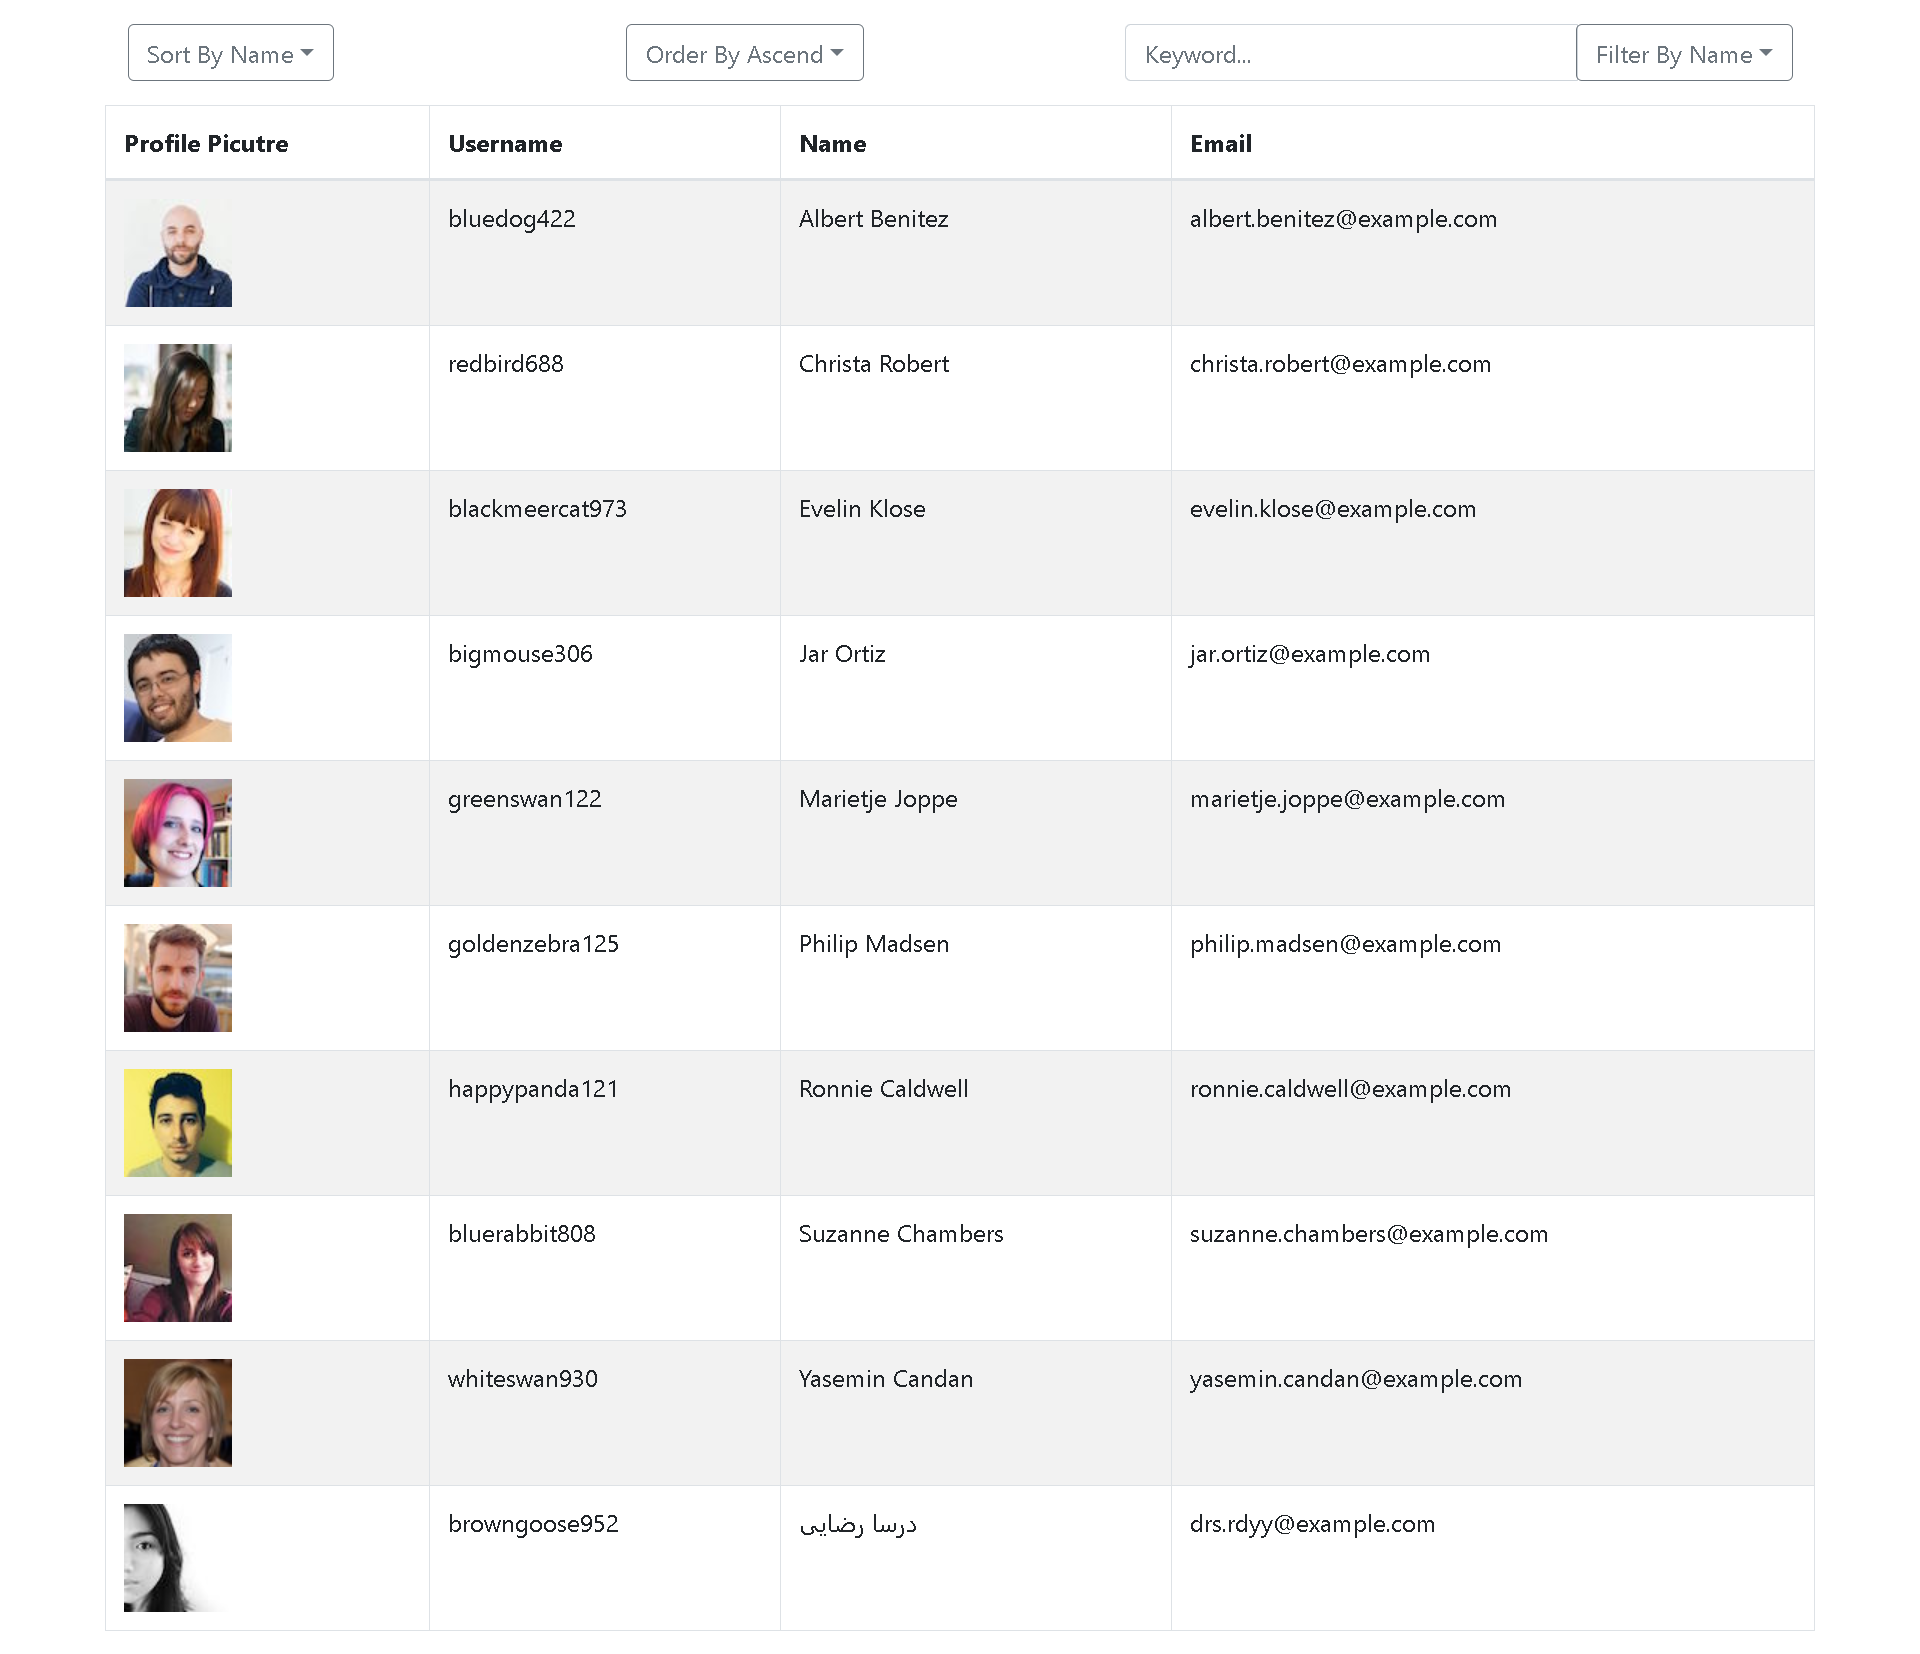 Sort By Name
Order By Ascend
Keyword...
Filter By Name
Profile Picutre Username Name Email
bluedog422 Albert Benitez albert.benitez@example.com
redbird688 Christa Robert christa.robert@example.com
blackmeercat973 Evelin Klose evelin.klose@example.com
bigmouse306 Jar Ortiz jar.ortiz@example.com
greenswan122 Marietje Joppe marietje.joppe@example.com
goldenzebra125 Philip Madsen philip.madsen@example.com
happypanda121 Ronnie Caldwell ronnie.caldwell@example.com
bluerabbit808 Suzanne Chambers suzanne.chambers@example.com
whiteswan930 Yasemin Candan yasemin.candan@example.com
browngoose952 درسا رضایی drs.rdyy@example.com